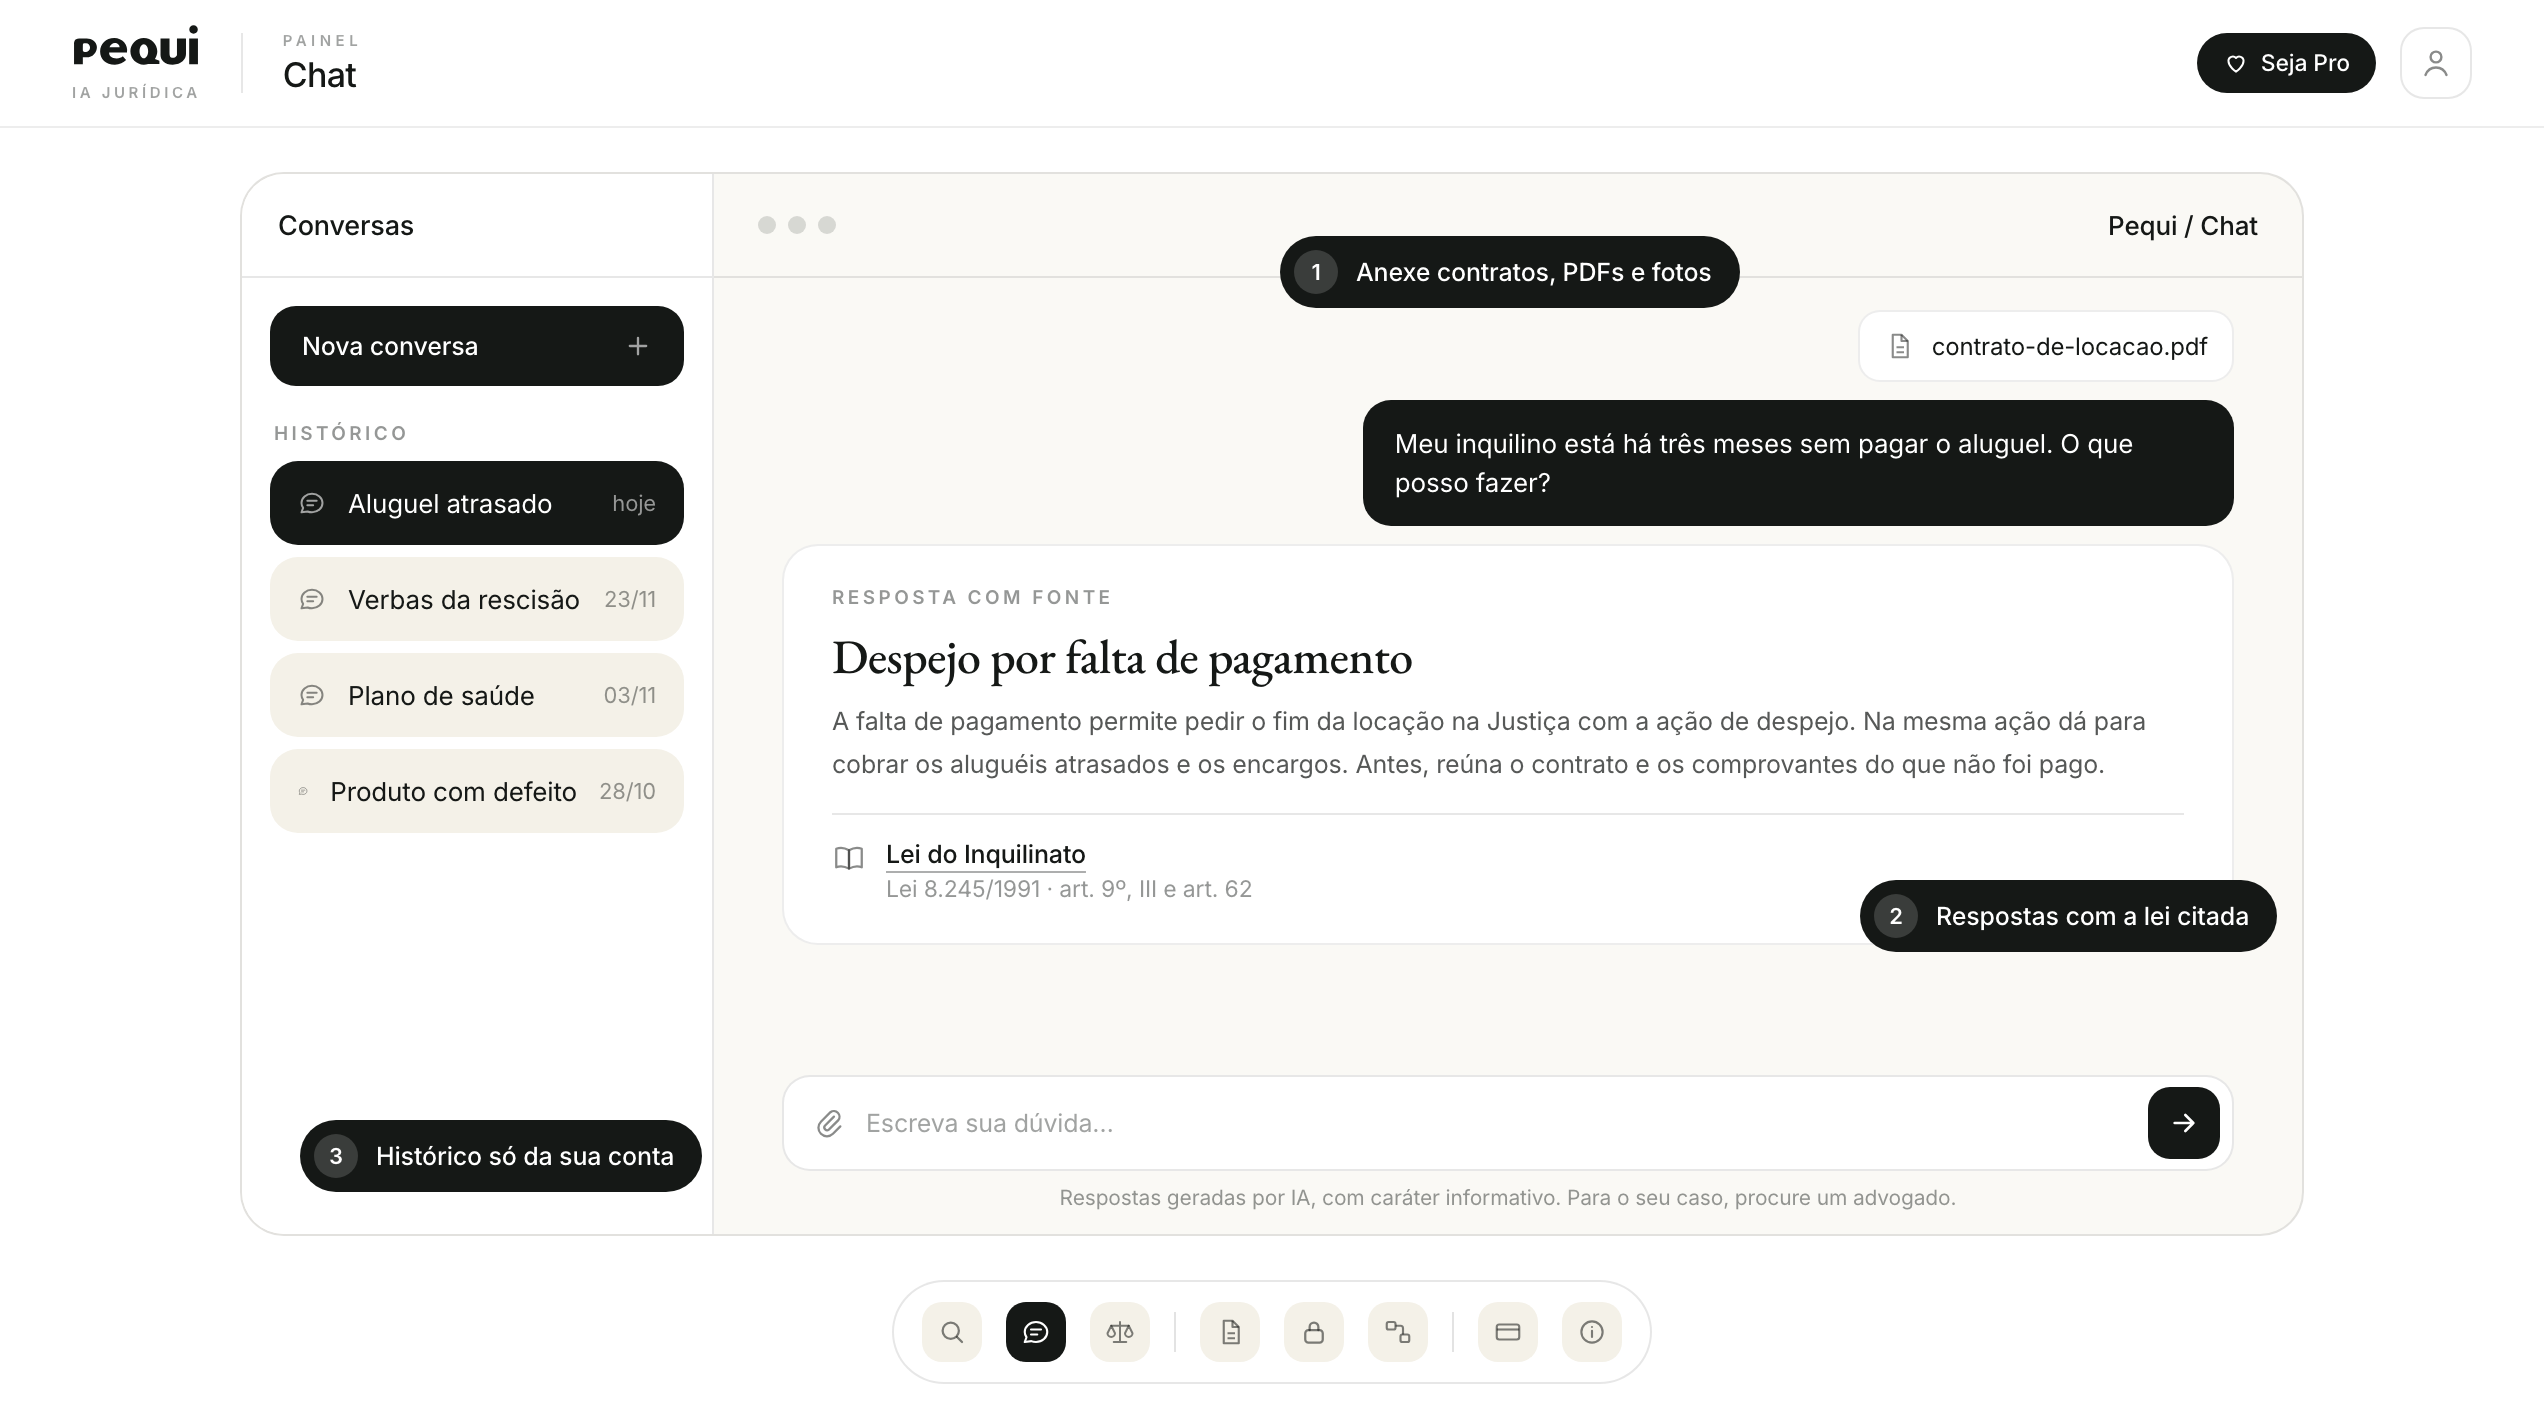 pequi
IA JURÍDICA
PAINEL
Chat
Seja Pro
Conversas
Pequi / Chat
1 Anexe contratos, PDFs e fotos
Nova conversa
contrato-de-locacao.pdf
HISTÓRICO
Meu inquilino está há três meses sem pagar o aluguel. O que
posso fazer?
Aluguel atrasado hoje
Verbas da rescisão 23/11
Plano de saúde 03/11
Produto com defeito 28/10
RESPOSTA COM FONTE
Despejo por falta de pagamento
A falta de pagamento permite pedir o fim da locação na Justiça com a ação de despejo. Na mesma ação dá para
cobrar os aluguéis atrasados e os encargos. Antes, reúna o contrato e os comprovantes do que não foi pago.
Lei do Inquilinato
Lei 8.245/1991 · art. 9º, III e art. 62
2 Respostas com a lei citada
Escreva sua dúvida...
3 Histórico só da sua conta
Respostas geradas por IA, com caráter informativo. Para o seu caso, procure um advogado.